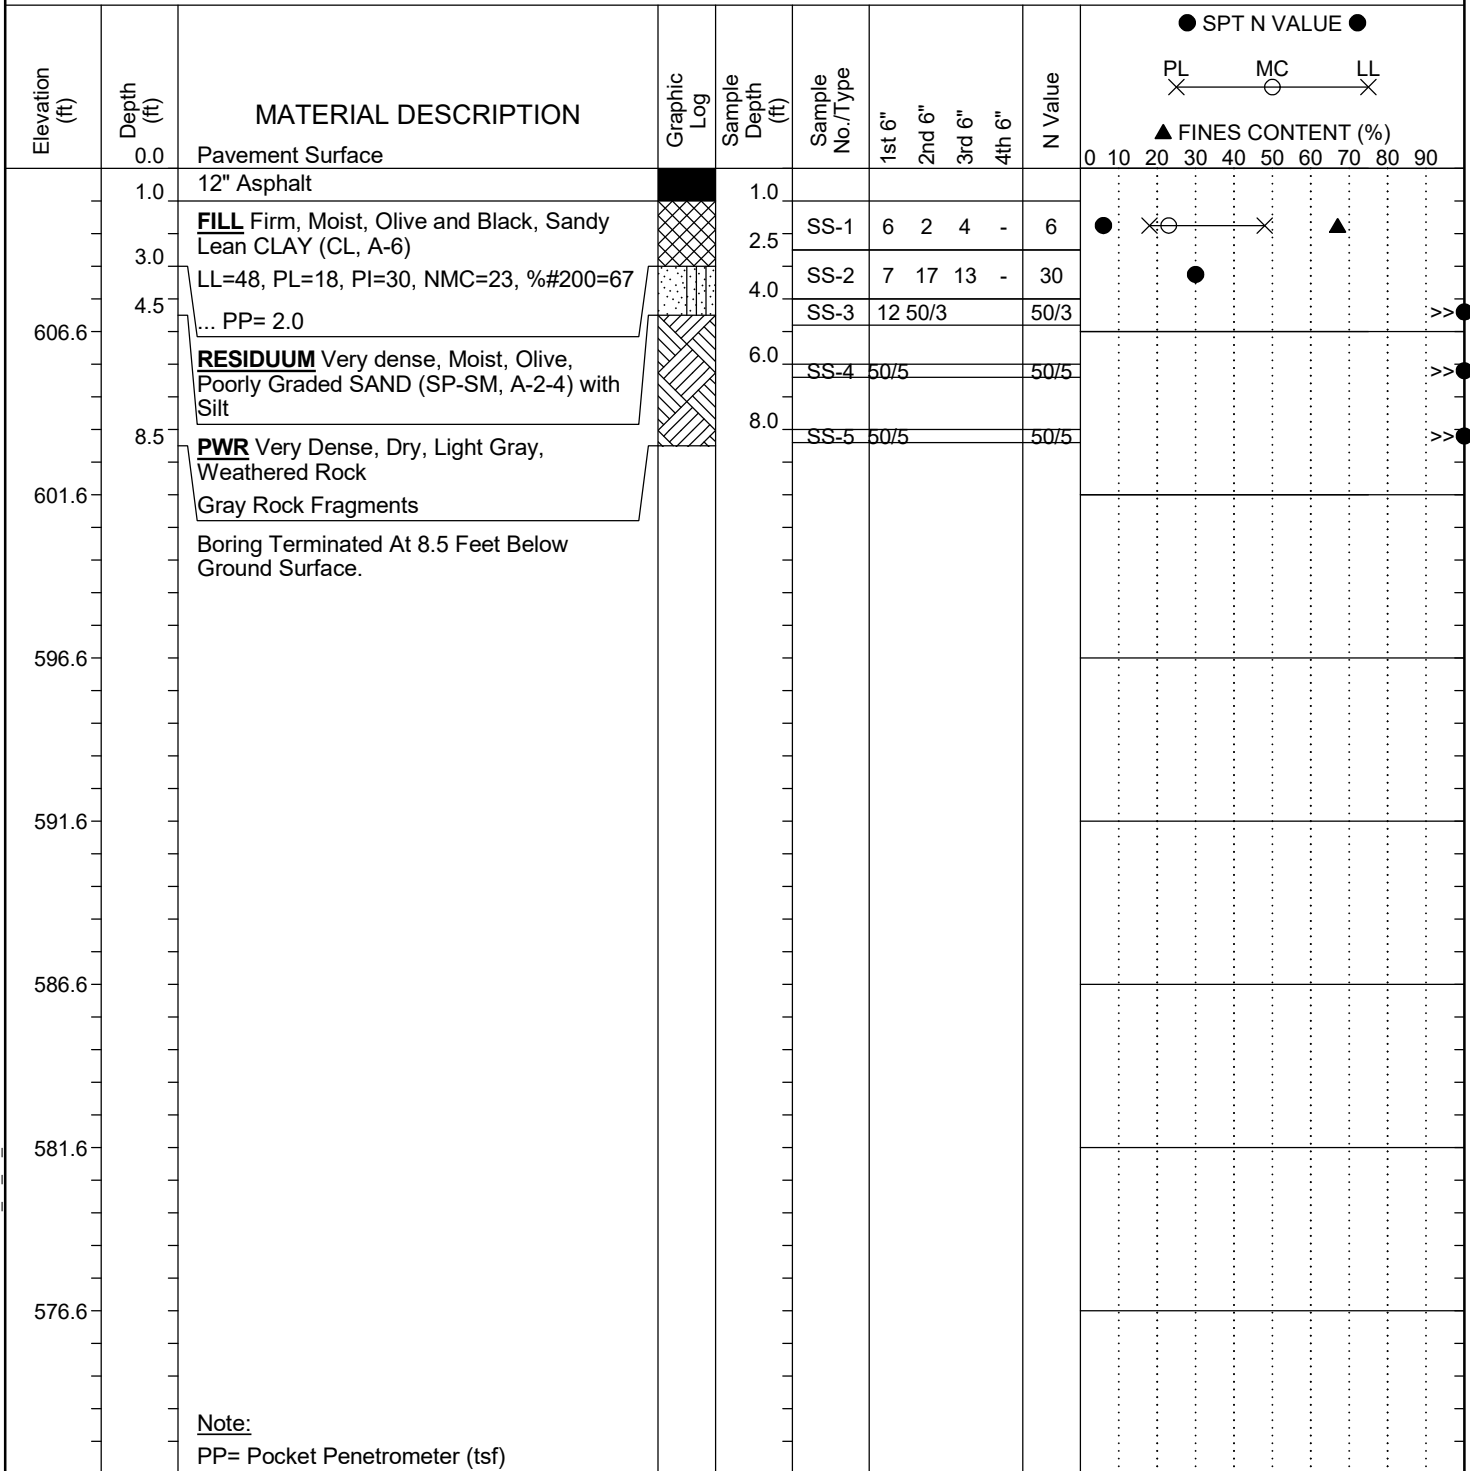 ● SPT N VALUE ●
PL MC LL
▲ FINES CONTENT (%)
0 10 20 30 40 50 60 70 80 90
Elevation
(ft)
Depth
(ft)
MATERIAL DESCRIPTION
Graphic
Log
Sample
Depth
(ft)
Sample
No./Type
1st 6"
2nd 6"
3rd 6"
4th 6"
N Value
0.0 Pavement Surface
1.0 12" Asphalt 1.0
FILL Firm, Moist, Olive and Black, Sandy
Lean CLAY (CL, A-6)
SS-1 6 2 4 - 6
2.5
3.0
LL=48, PL=18, PI=30, NMC=23, %#200=67
SS-2 7 17 13 - 30
4.0
4.5
... PP= 2.0
SS-3 12 50/3 50/3 >>
606.6
RESIDUUM Very dense, Moist, Olive,
Poorly Graded SAND (SP-SM, A-2-4) with
Silt
6.0
SS-4 50/5 50/5 >>
8.0
8.5
PWR Very Dense, Dry, Light Gray,
Weathered Rock
SS-5 50/5 50/5 >>
601.6
Gray Rock Fragments
Boring Terminated At 8.5 Feet Below
Ground Surface.
596.6
591.6
586.6
581.6
576.6
Note:
PP= Pocket Penetrometer (tsf)